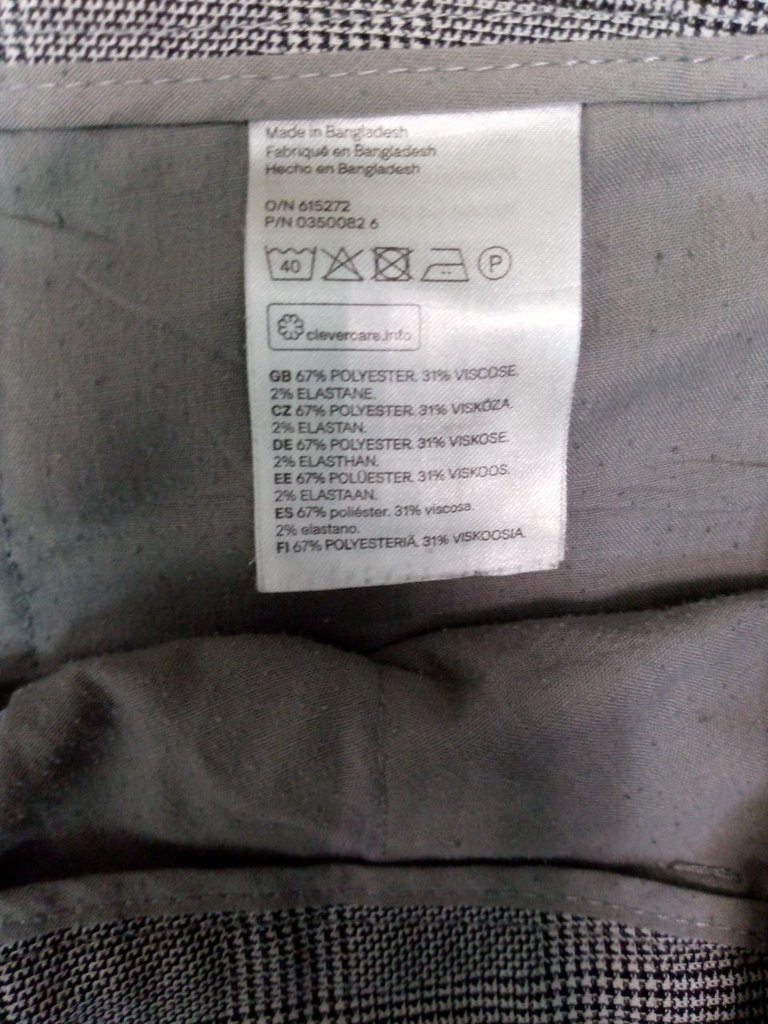 Made in Bangladesh
Fabriqué en Bangladesh
Hecho en Bangladesh
O/N 615272
P/N 0350082 6
40 P
clevercare.info
GB 67% POLYESTER. 31% VISCOSE.
2% ELASTANE.
CZ 67% POLYESTER. 31% VISKÓZA.
2% ELASTAN.
DE 67% POLYESTER. 31% VISKOSE.
2% ELASTHAN.
EE 67% POLÜESTER. 31% VISKOOS.
2% ELASTAAN.
ES 67% poliéster. 31% viscosa.
2% elastano.
FI 67% POLYESTERIÄ. 31% VISKOOSIA.